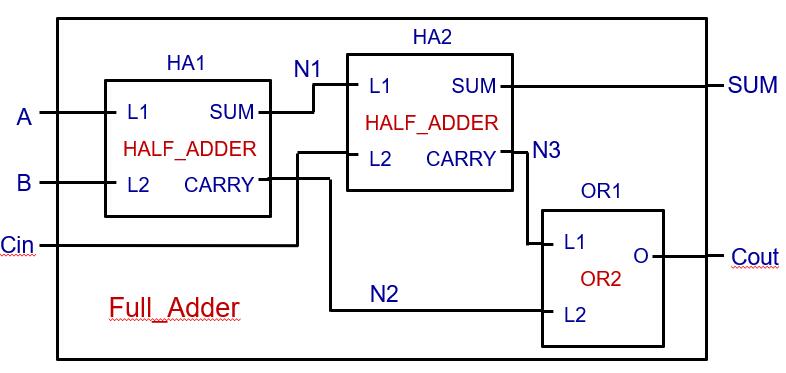 HA1
N1
HA2
A
L1
SUM
HALF_ADDER
B
L2
CARRY
L1
SUM
SUM
HALF_ADDER
L2
CARRY
N3
Cin
OR1
L1
O
OR2
L2
Cout
N2
Full_Adder